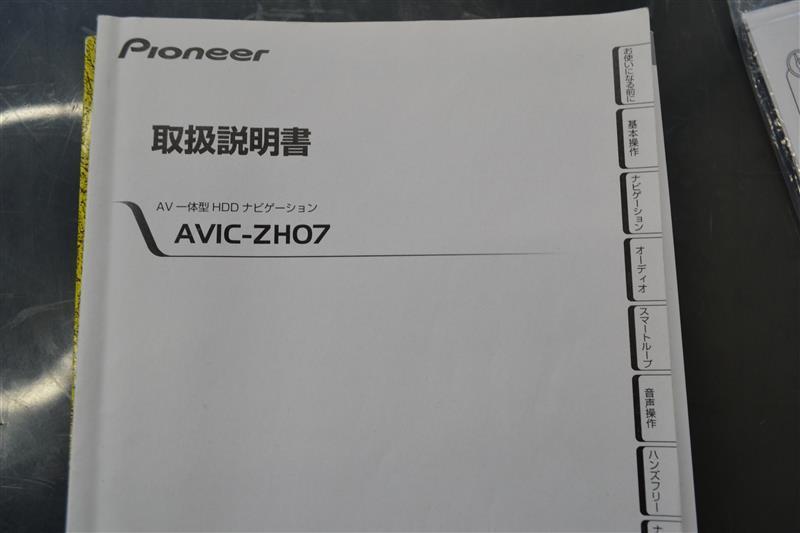 Pioneer
取扱説明書
AV 一体型 HDD ナビゲーション
AVIC-ZH07
お使いになる前に
基本操作
ナビゲーション
オーディオ
スマートループ
音声操作
ハンズフリー
ナ